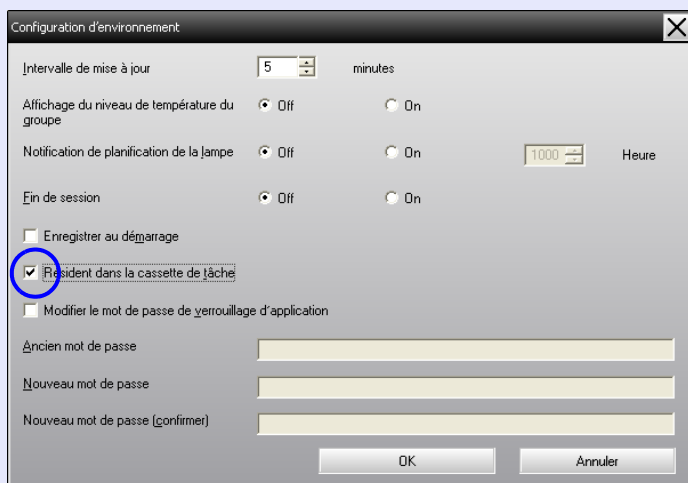 Configuration d'environnement
Intervalle de mise à jour 5 minutes
Affichage du niveau de température du groupe Off On
Notification de planification de la lampe Off On 1000 Heure
Fin de session Off On
Enregistrer au démarrage
Résident dans la cassette de tâche
Modifier le mot de passe de verrouillage d'application
Ancien mot de passe
Nouveau mot de passe
Nouveau mot de passe (confirmer)
OK Annuler